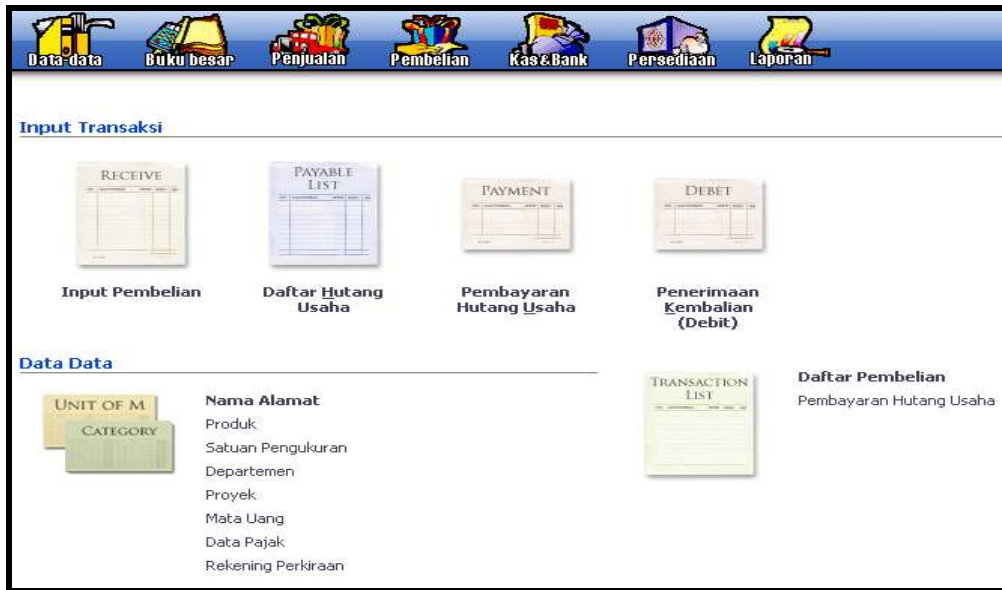 Data-data Buku besar Penjualan Pembelian Kas & Bank Persediaan Laporan
Input Transaksi
RECEIVE
PAYABLE
LIST
PAYMENT
DEBET
Input Pembelian
Daftar Hutang
Usaha
Pembayaran
Hutang Usaha
Penerimaan
Kembalian
(Debit)
Data Data
UNIT OF M
CATEGORY
Nama Alamat
Produk
Satuan Pengukuran
Departemen
Proyek
Mata Uang
Data Pajak
Rekening Perkiraan
TRANSACTION
LIST
Daftar Pembelian
Pembayaran Hutang Usaha